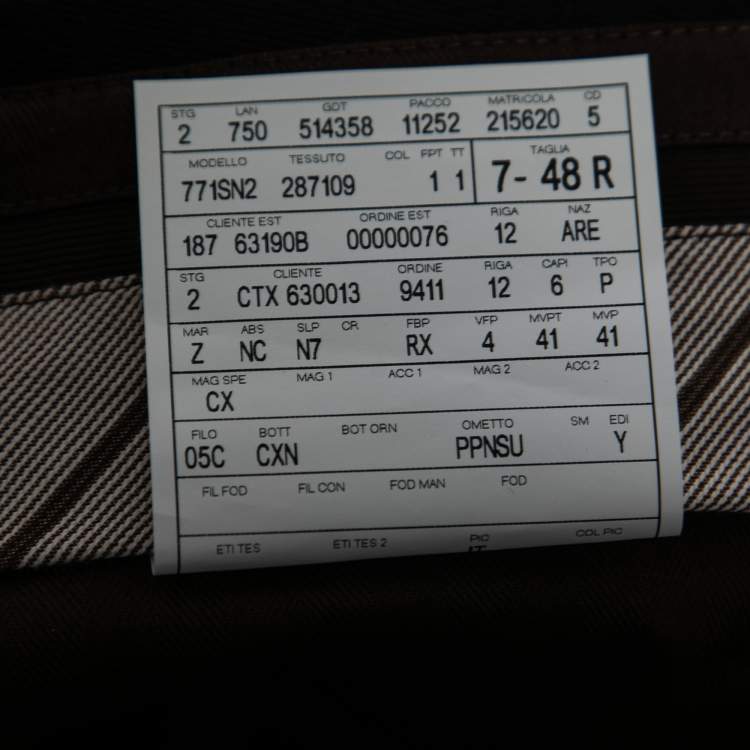 STG LAN GDT PACCO MATRICOLA CD
2 750 514358 11252 215620 5
MODELLO TESSUTO COL FPT TT TAGLIA
771SN2 287109 1 1 7- 48 R
CLIENTE EST ORDINE EST RIGA NAZ
187 63190B 00000076 12 ARE
STG CLIENTE ORDINE RIGA CAPI TPO
2 CTX 630013 9411 12 6 P
MAR ABS SLP CR FBP VFP MVPT MVP
Z NC N7 RX 4 41 41
MAG SPE MAG 1 ACC 1 MAG 2 ACC 2
CX
FILO BOTT BOT ORN OMETTO SM EDI
05C CXN PPNSU Y
FIL FOD FIL CON FOD MAN FOD
ETI TES ETI TES 2 PIC COL PIC